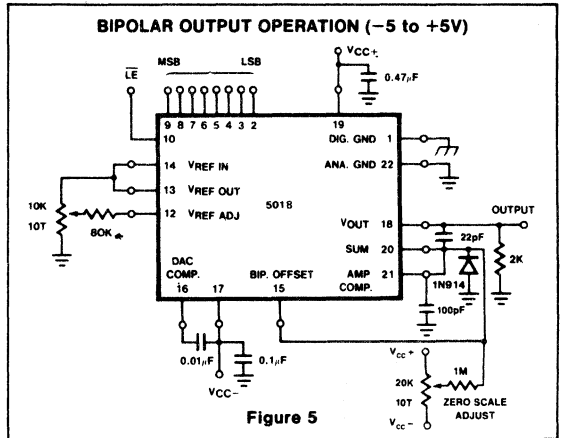 BIPOLAR OUTPUT OPERATION (−5 to +5V)
MSB LSB
LE
VCC+
0.47µF
9 8 7 6 5 4 3 2
19
10
DIG. GND 1
14 VREF IN
ANA. GND 22
13 VREF OUT
10K
10T
80K
12 VREF ADJ
5018
VOUT 18
OUTPUT
22pF
SUM 20
2K
DAC
COMP.
BIP. OFFSET
AMP
COMP.
21
1N914
16 17 15
100pF
0.01µF
0.1µF
VCC−
VCC+
1M
20K
10T
ZERO SCALE
ADJUST
VCC−
Figure 5